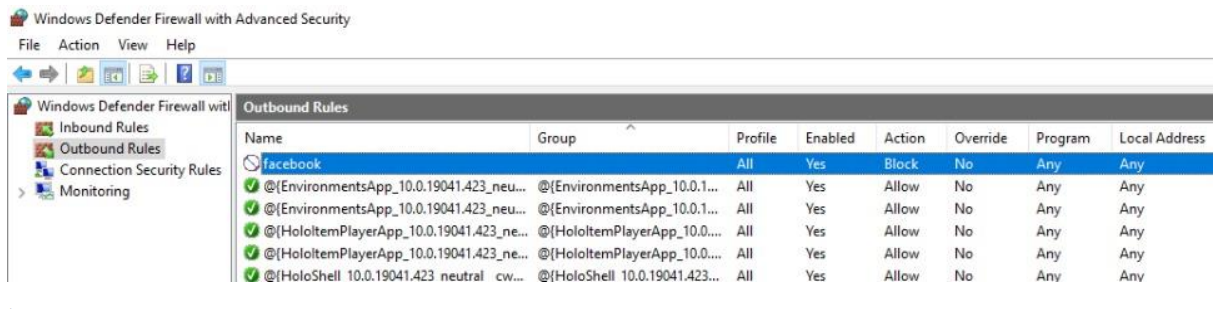 Windows Defender Firewall with Advanced Security
File Action View Help
Windows Defender Firewall witl
Inbound Rules
Outbound Rules
Connection Security Rules
Monitoring
Outbound Rules
Name Group Profile Enabled Action Override Program Local Address
facebook All Yes Block No Any Any
@{EnvironmentsApp_10.0.19041.423_neu... @{EnvironmentsApp_10.0.1... All Yes Allow No Any Any
@{EnvironmentsApp_10.0.19041.423_neu... @{EnvironmentsApp_10.0.1... All Yes Allow No Any Any
@{HoloItemPlayerApp_10.0.19041.423_ne... @{HoloItemPlayerApp_10.0.... All Yes Allow No Any Any
@{HoloItemPlayerApp_10.0.19041.423_ne... @{HoloItemPlayerApp_10.0.... All Yes Allow No Any Any
@{HoloShell_10.0.19041.423_neutral__cw... @{HoloShell_10.0.19041.423... All Yes Allow No Any Any